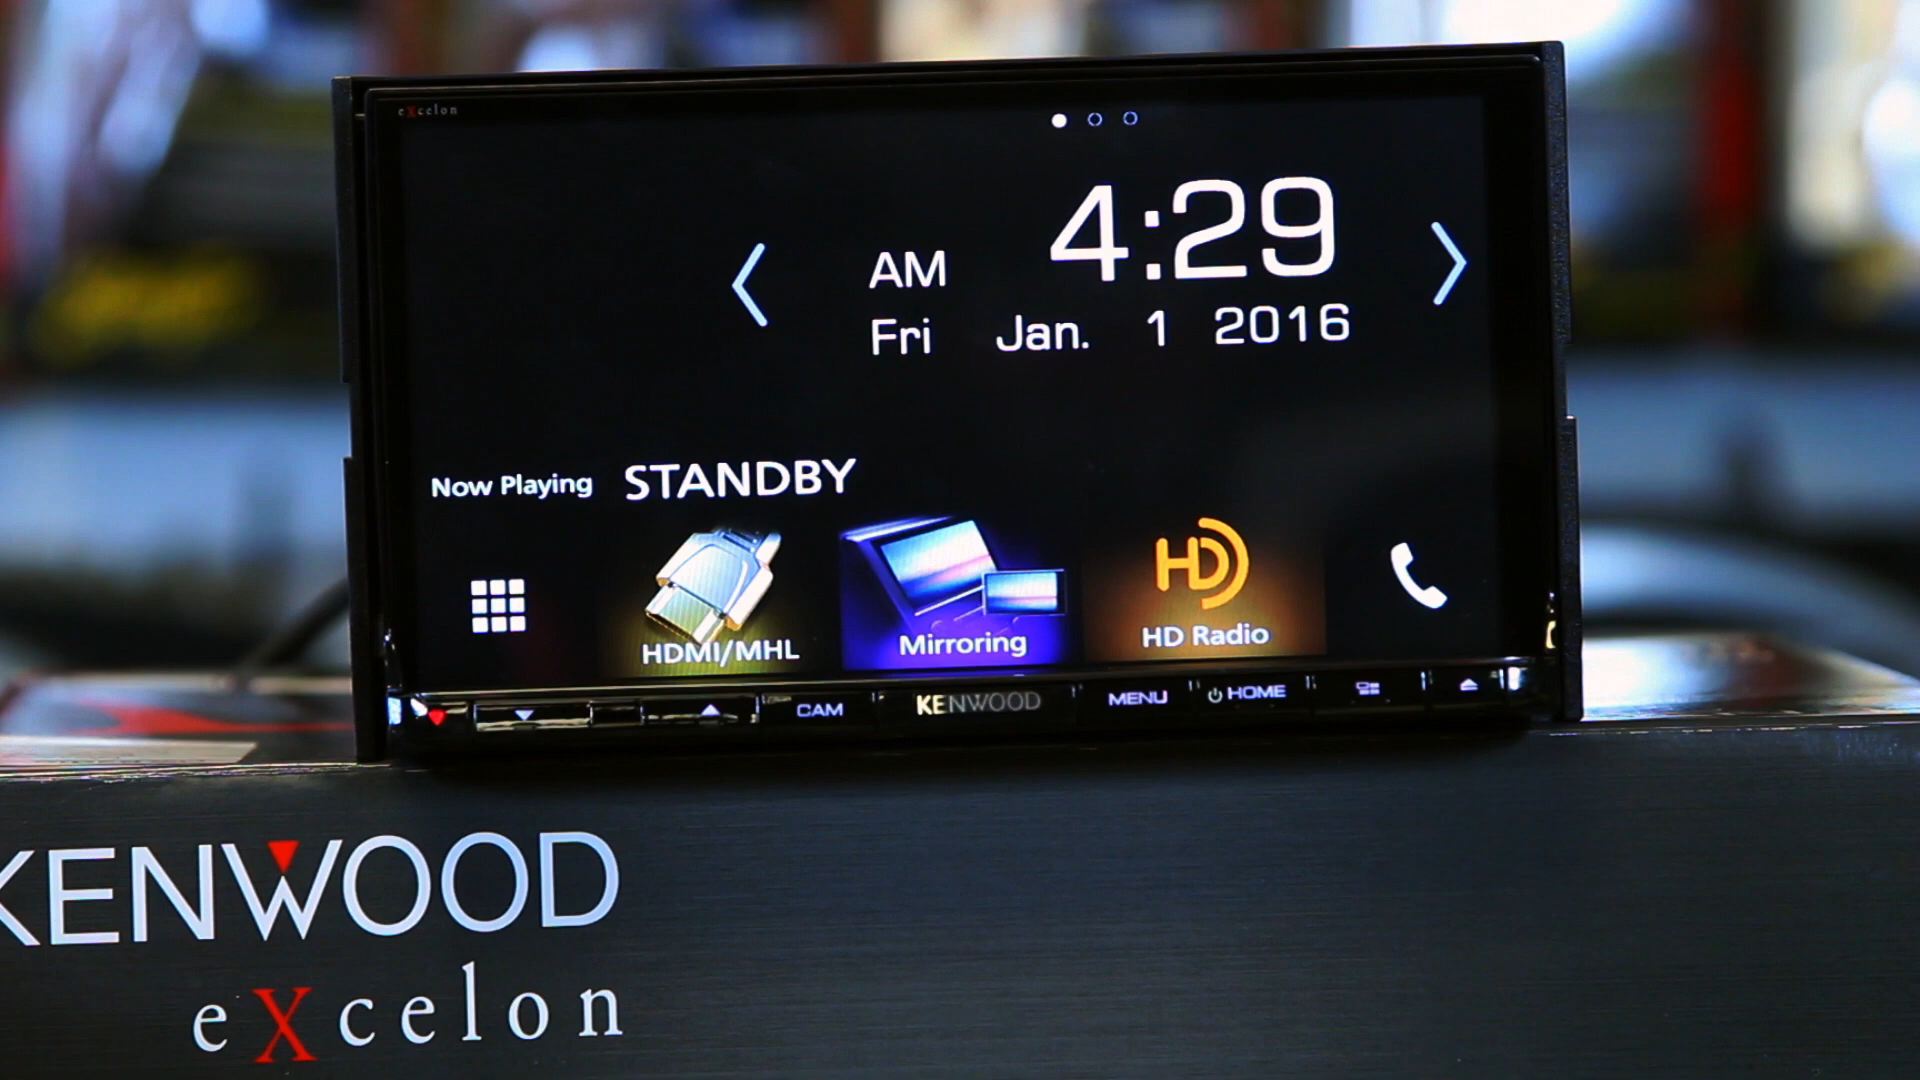 eXcelon
AM 4:29
Fri Jan. 1 2016
Now Playing STANDBY
HDMI/MHL
Mirroring
HD
HD Radio
CAM
KENWOOD
MENU
HOME
KENWOOD
eXcelon